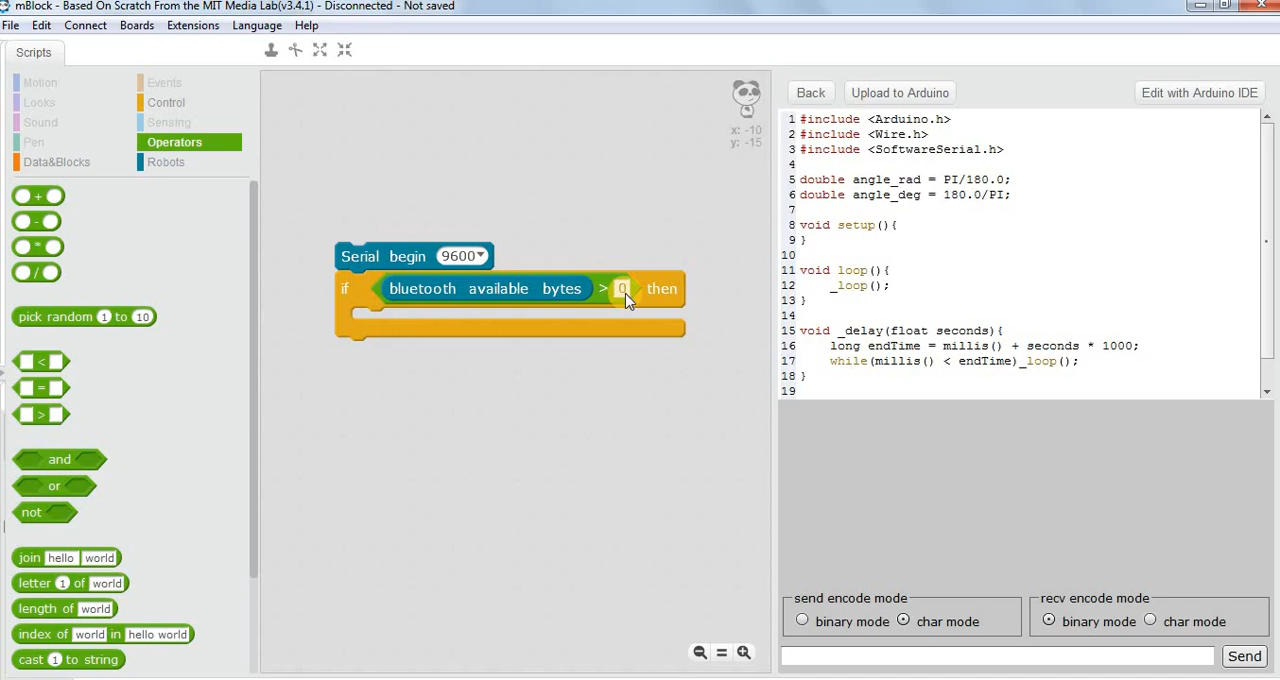 mBlock - Based On Scratch From the MIT Media Lab(v3.4.1) - Disconnected - Not saved
File Edit Connect Boards Extensions Language Help
Scripts
Motion Events
Looks Control
Sound Sensing
Pen Operators
Data&Blocks Robots
+
-
*
/
pick random 1 to 10
<
=
>
and
or
not
join hello world
letter 1 of world
length of world
index of world in hello world
cast 1 to string
Serial begin 9600
if bluetooth available bytes > 0 then
x: -10
y: -15
Back Upload to Arduino Edit with Arduino IDE
1 #include <Arduino.h>
2 #include <Wire.h>
3 #include <SoftwareSerial.h>
4
5 double angle_rad = PI/180.0;
6 double angle_deg = 180.0/PI;
7
8 void setup(){
9 }
10
11 void loop(){
12 _loop();
13 }
14
15 void _delay(float seconds){
16 long endTime = millis() + seconds * 1000;
17 while(millis() < endTime)_loop();
18 }
19
send encode mode
binary mode char mode
recv encode mode
binary mode char mode
Send